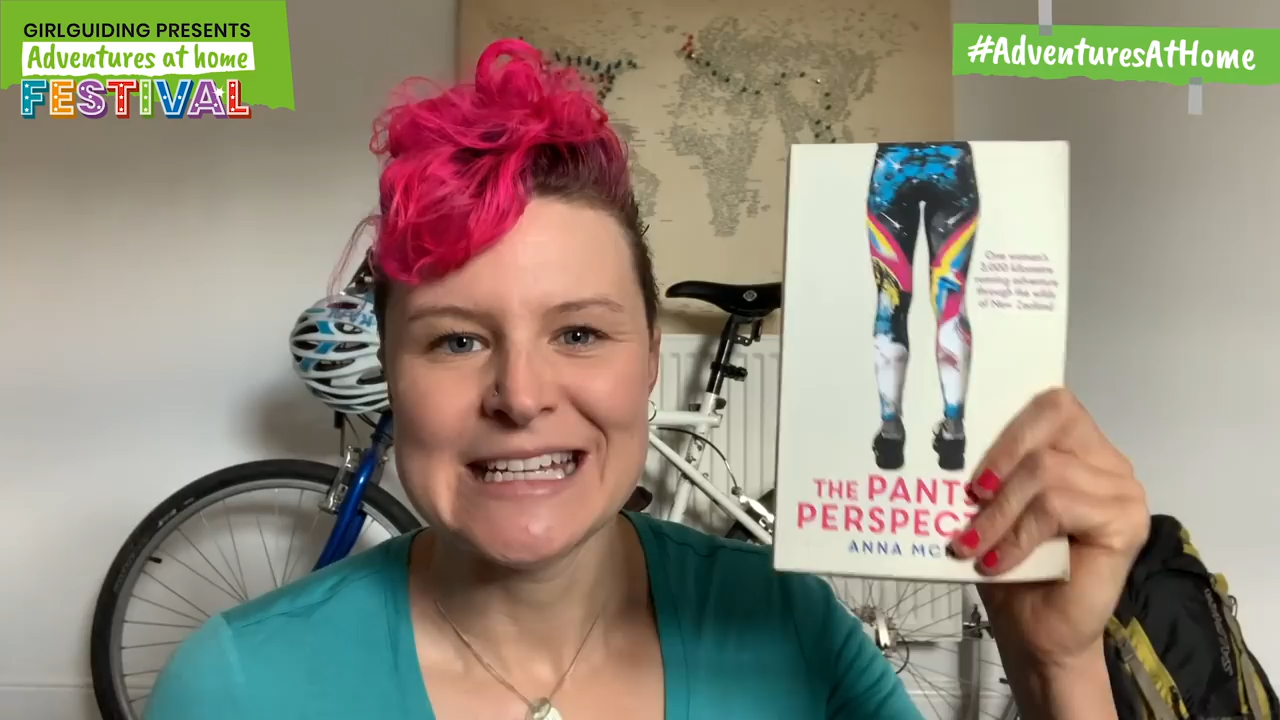 GIRLGUIDING PRESENTS
Adventures at home
FESTIVAL
#AdventuresAtHome
One woman's
3,000 kilometre
running adventure
through the wilds
of New Zealand
THE PANTS
PERSPECT
ANNA MC